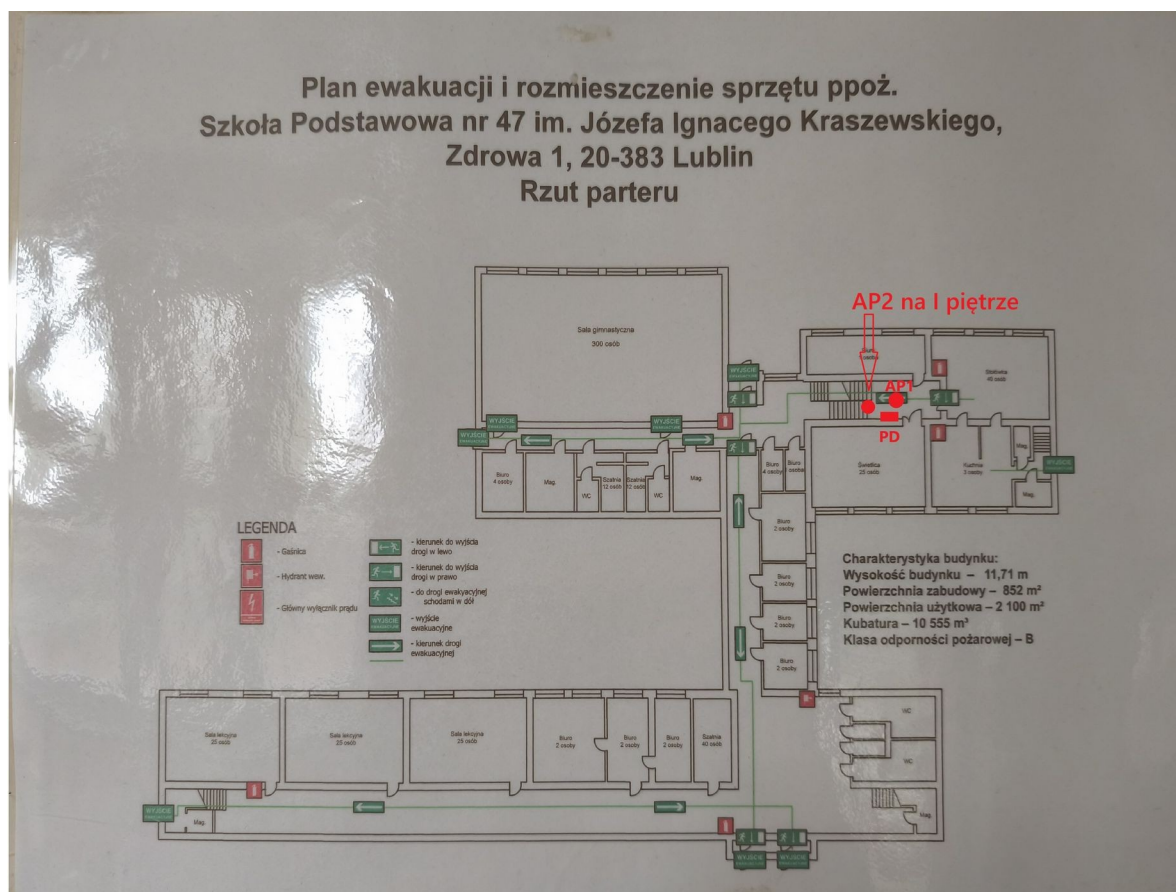 Plan ewakuacji i rozmieszczenie sprzętu ppoż.
Szkoła Podstawowa nr 47 im. Józefa Ignacego Kraszewskiego,
Zdrowa 1, 20-383 Lublin
Rzut parteru
AP2 na I piętrze
Sala gimnastyczna
300 osób
WYJŚCIE
AP1
Stołówka
PD
WYJŚCIE
WYJŚCIE
WYJŚCIE
Biuro
4 osoby
Mag.
WC
Szatnia
12 osób
Szatnia
12 osób
WC
Mag.
Biuro
4 osoby
Biuro
Świetlica
25 osób
Kuchnia
3 osoby
Mag.
Mag.
WYJŚCIE
Biuro
2 osoby
Biuro
2 osoby
Biuro
2 osoby
Biuro
2 osoby
LEGENDA
- Gaśnica
- Hydrant wew.
- Główny wyłącznik prądu
- kierunek do wyjścia
drogi w lewo
- kierunek do wyjścia
drogi w prawo
- do drogi ewakyacyjnej
schodami w dół
WYJŚCIE
- wyjście
ewakuacyjne
- kierunek drogi
ewakuacyjnej
Charakterystyka budynku:
Wysokość budynku – 11,71 m
Powierzchnia zabudowy – 852 m²
Powierzchnia użytkowa – 2 100 m²
Kubatura – 10 555 m³
Klasa odporności pożarowej – B
Sala lekcyjna
25 osób
Sala lekcyjna
25 osób
Sala lekcyjna
25 osób
Biuro
2 osoby
Biuro
2 osoby
Biuro
2 osoby
Szatnia
40 osób
WC
WC
WYJŚCIE
Mag.
Mag.
WYJŚCIE
WYJŚCIE